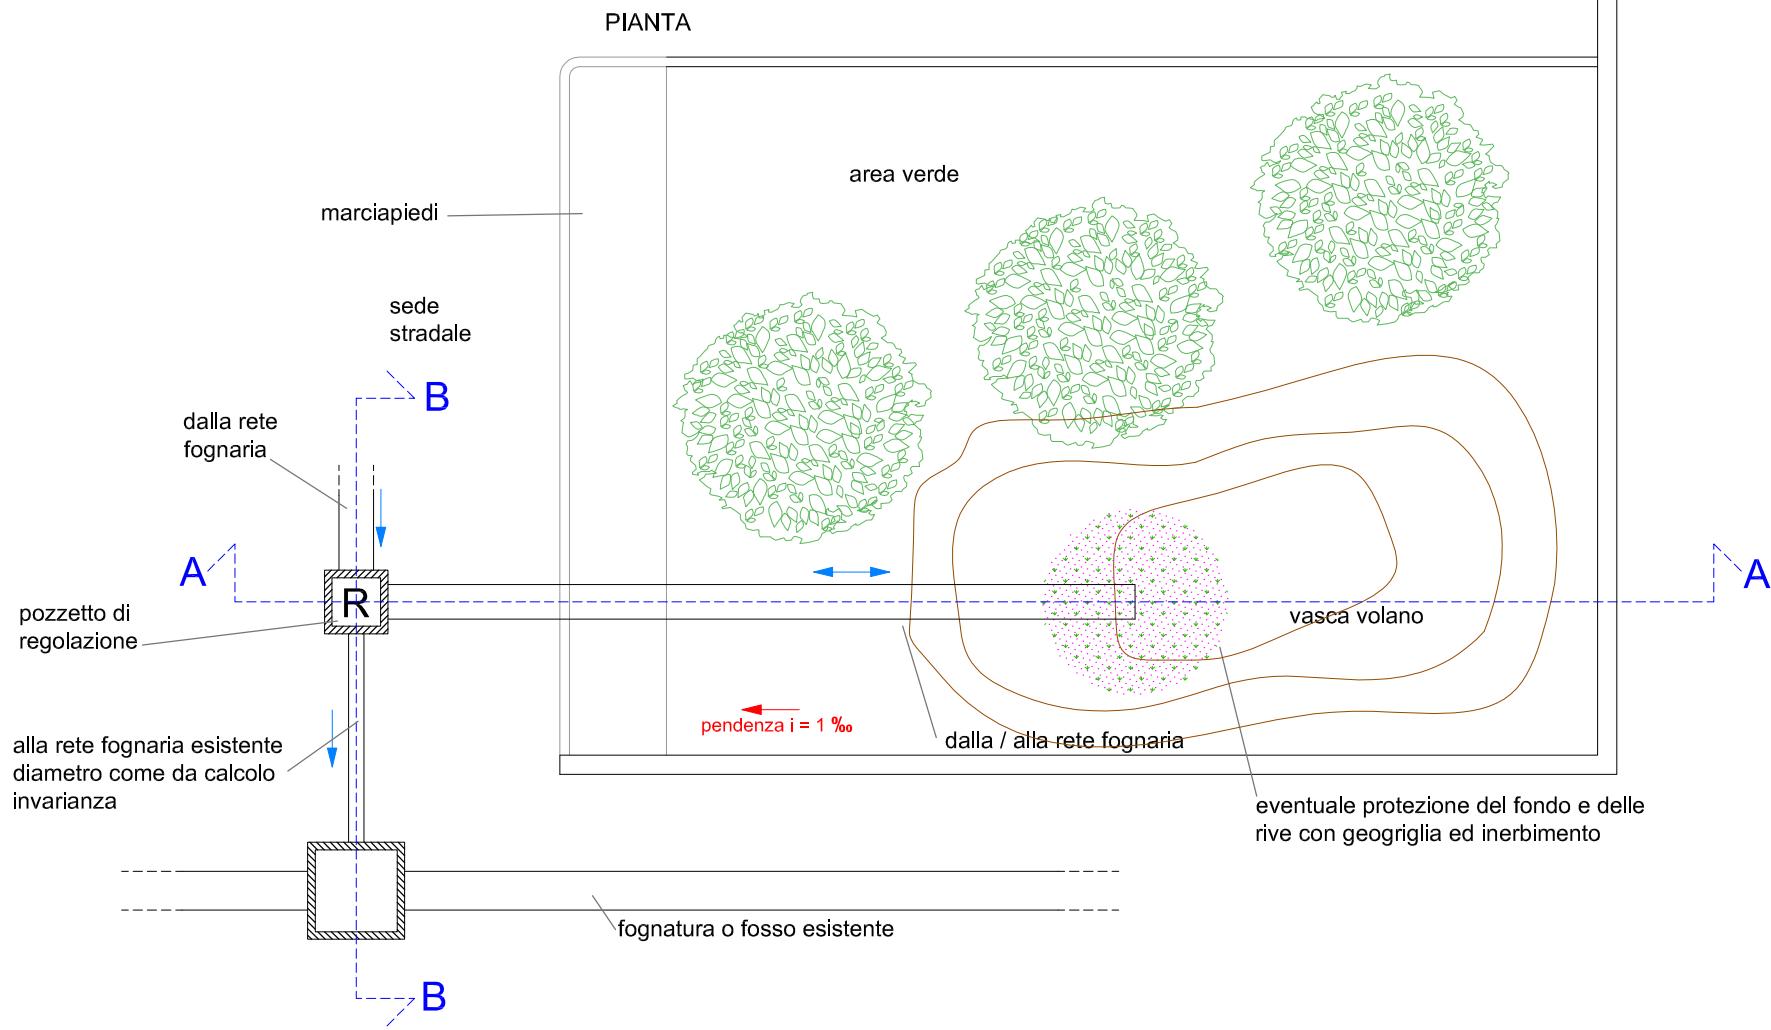 PIANTA
area verde
marciapiedi
sede
stradale
B
dalla rete
fognaria
A
A
R
pozzetto di
regolazione
vasca volano
pendenza i = 1 ‰
dalla / alla rete fognaria
alla rete fognaria esistente
diametro come da calcolo
invarianza
eventuale protezione del fondo e delle
rive con geogriglia ed inerbimento
fognatura o fosso esistente
B